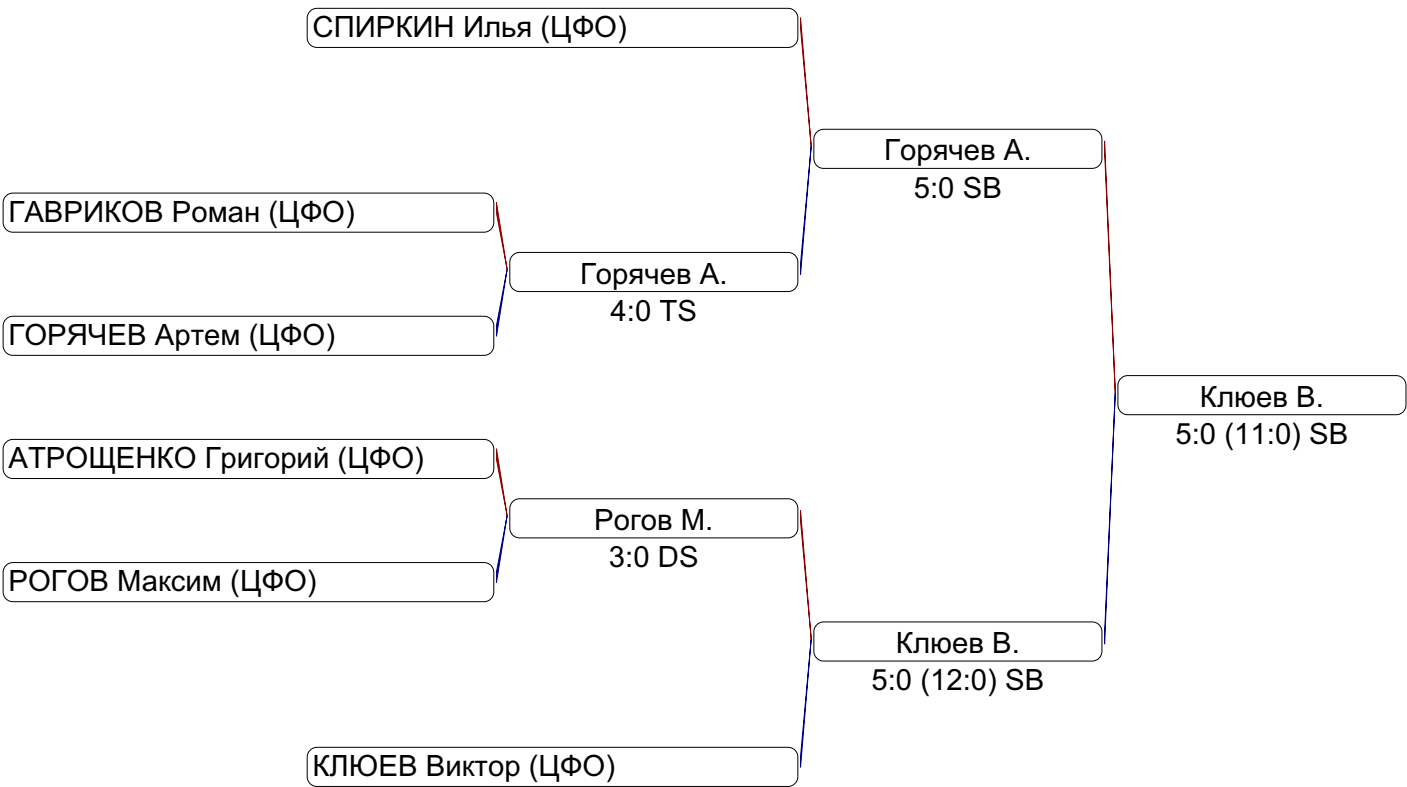 СПИРКИН Илья (ЦФО)
Горячев А.
5:0 SB
ГАВРИКОВ Роман (ЦФО)
Горячев А.
4:0 TS
ГОРЯЧЕВ Артем (ЦФО)
Клюев В.
5:0 (11:0) SB
АТРОЩЕНКО Григорий (ЦФО)
Рогов М.
3:0 DS
РОГОВ Максим (ЦФО)
Клюев В.
5:0 (12:0) SB
КЛЮЕВ Виктор (ЦФО)